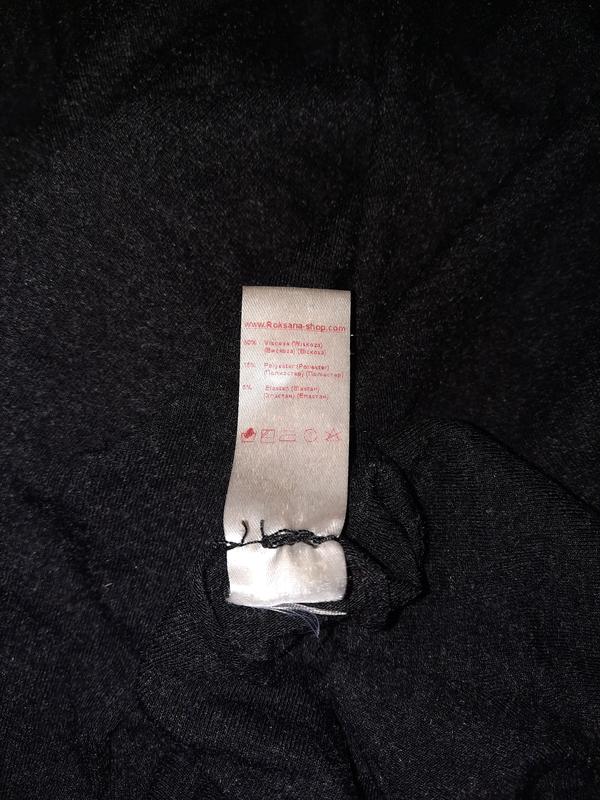 www.Roksana-shop.com
80% Viscose (Wiskoza)
(Вискоза) (Віскоза)
15% Polyester (Poliester)
(Полиэстер) (Поліестер)
5% Elastan (Elastan)
(Эластан) (Еластан)